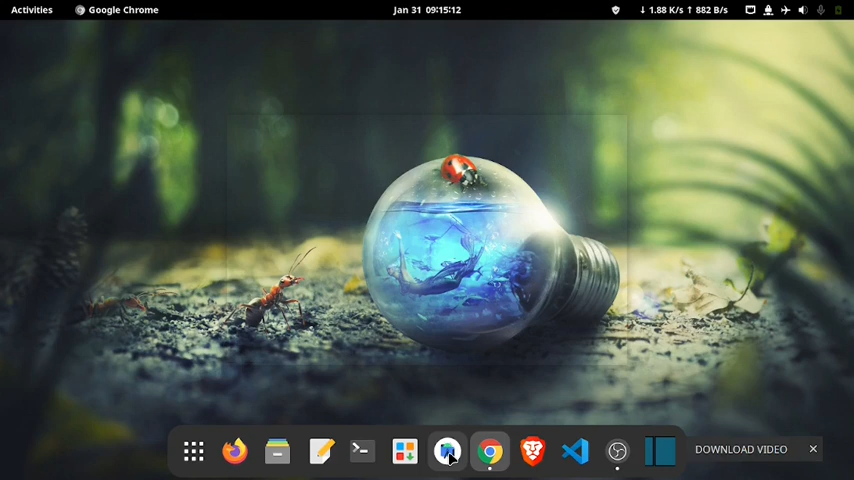 Activities Google Chrome Jan 31 09:15:12 ↓ 1.88 K/s ↑ 882 B/s
DOWNLOAD VIDEO ✕